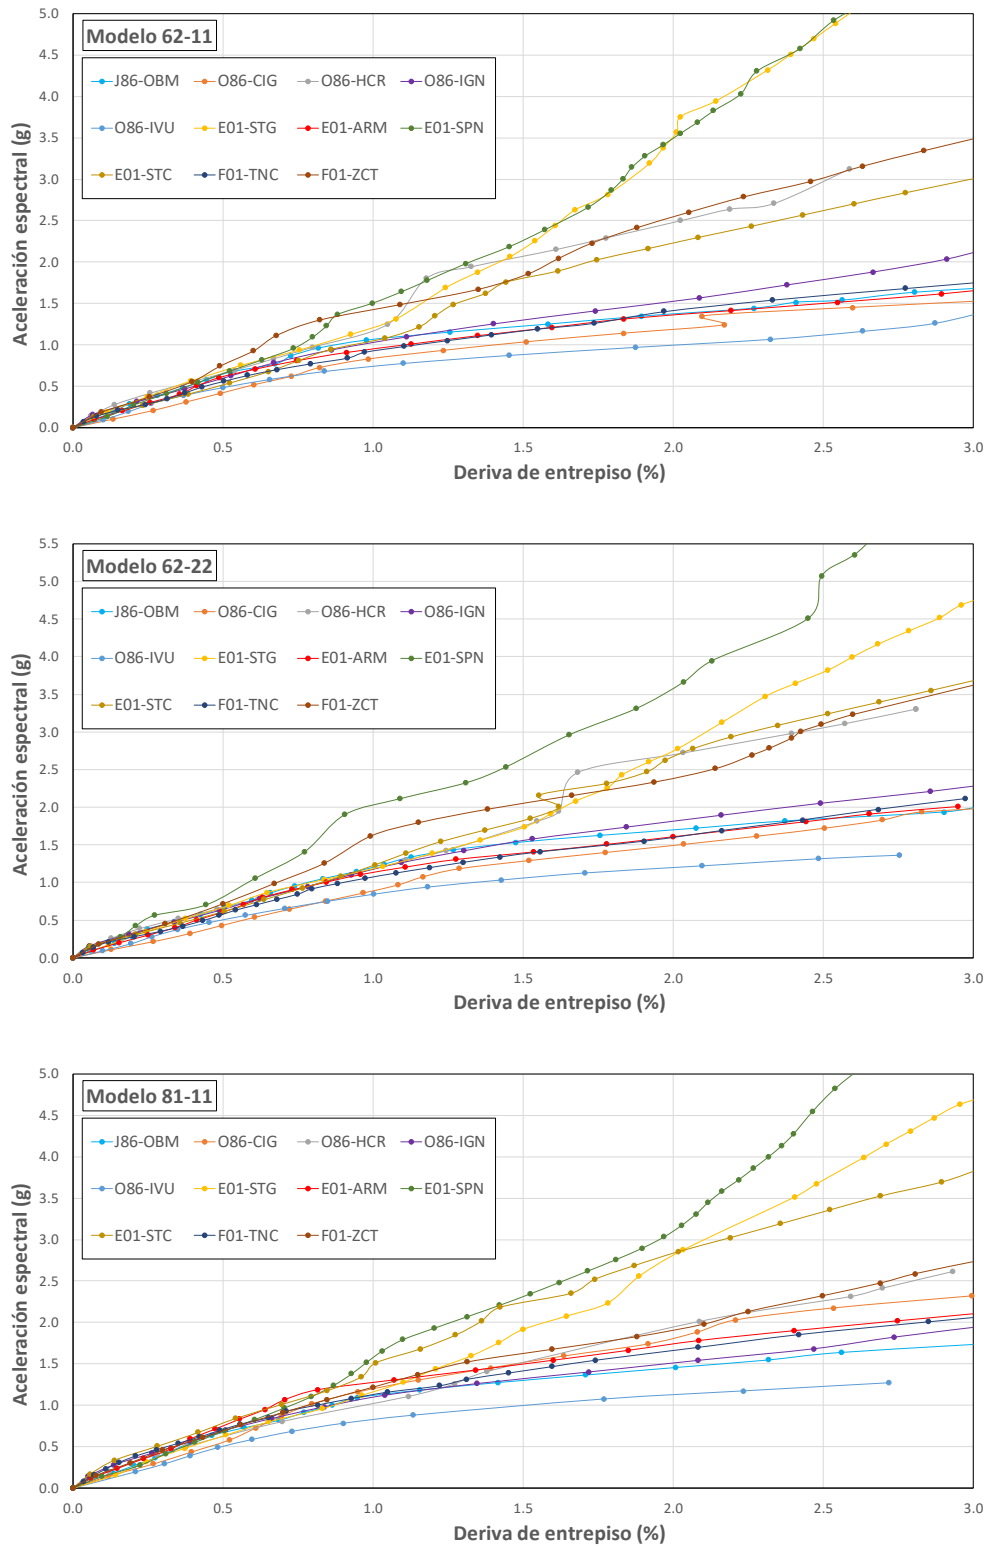 Modelo 62-11
J86-OBM O86-CIG O86-HCR O86-IGN
O86-IVU E01-STG E01-ARM E01-SPN
E01-STC F01-TNC F01-ZCT
Aceleración espectral (g)
5.0
4.5
4.0
3.5
3.0
2.5
2.0
1.5
1.0
0.5
0.0
0.0 0.5 1.0 1.5 2.0 2.5 3.0
Deriva de entrepiso (%)
Modelo 62-22
J86-OBM O86-CIG O86-HCR O86-IGN
O86-IVU E01-STG E01-ARM E01-SPN
E01-STC F01-TNC F01-ZCT
Aceleración espectral (g)
5.5
5.0
4.5
4.0
3.5
3.0
2.5
2.0
1.5
1.0
0.5
0.0
0.0 0.5 1.0 1.5 2.0 2.5 3.0
Deriva de entrepiso (%)
Modelo 81-11
J86-OBM O86-CIG O86-HCR O86-IGN
O86-IVU E01-STG E01-ARM E01-SPN
E01-STC F01-TNC F01-ZCT
Aceleración espectral (g)
5.0
4.5
4.0
3.5
3.0
2.5
2.0
1.5
1.0
0.5
0.0
0.0 0.5 1.0 1.5 2.0 2.5 3.0
Deriva de entrepiso (%)